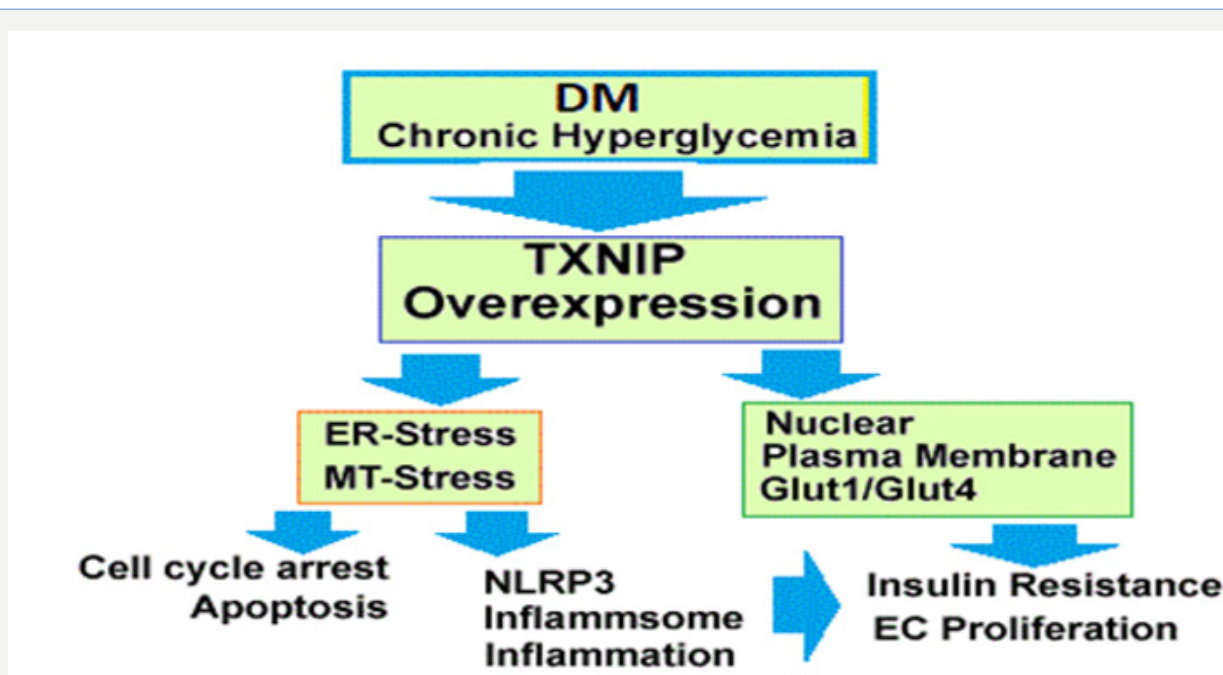 DM
Chronic Hyperglycemia
TXNIP
Overexpression
ER-Stress
MT-Stress
Nuclear
Plasma Membrane
Glut1/Glut4
Cell cycle arrest
Apoptosis
NLRP3
Inflammsome
Inflammation
Insulin Resistance
EC Proliferation